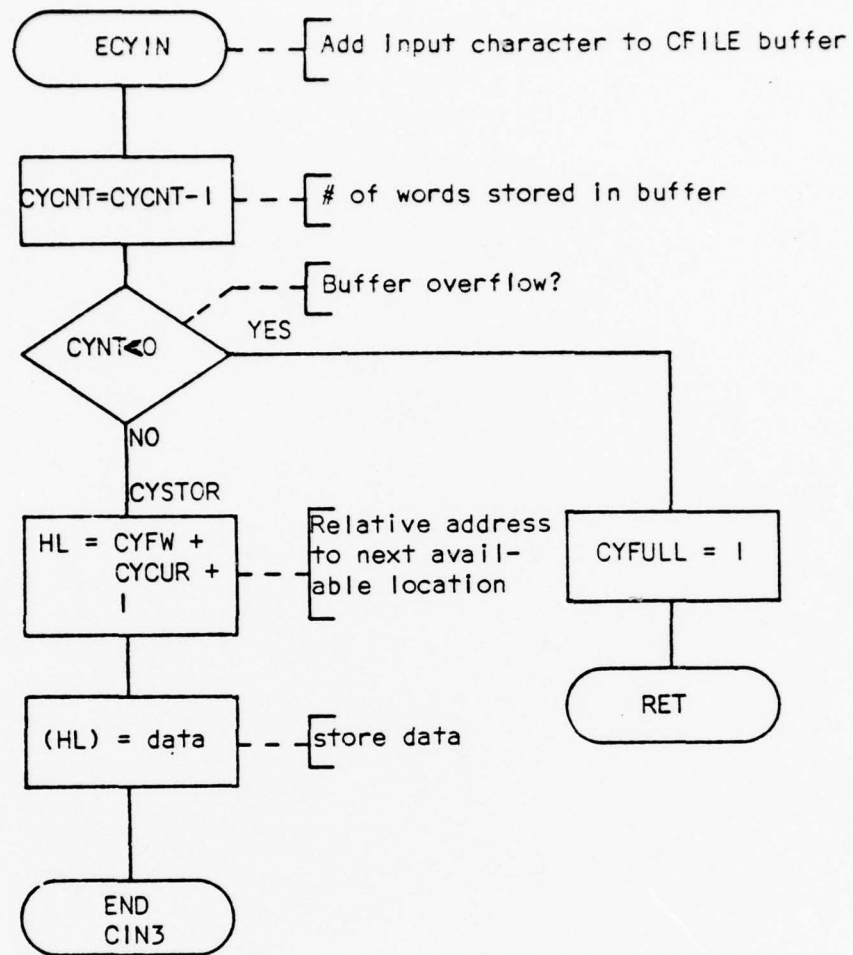 ECYIN
Add input character to CFILE buffer
CYCNT=CYCNT-1
# of words stored in buffer
Buffer overflow?
CYNT<0
YES
NO
CYSTOR
HL = CYFW +
CYCUR +
1
Relative address
to next avail-
able location
CYFULL = 1
(HL) = data
store data
RET
END
CIN3